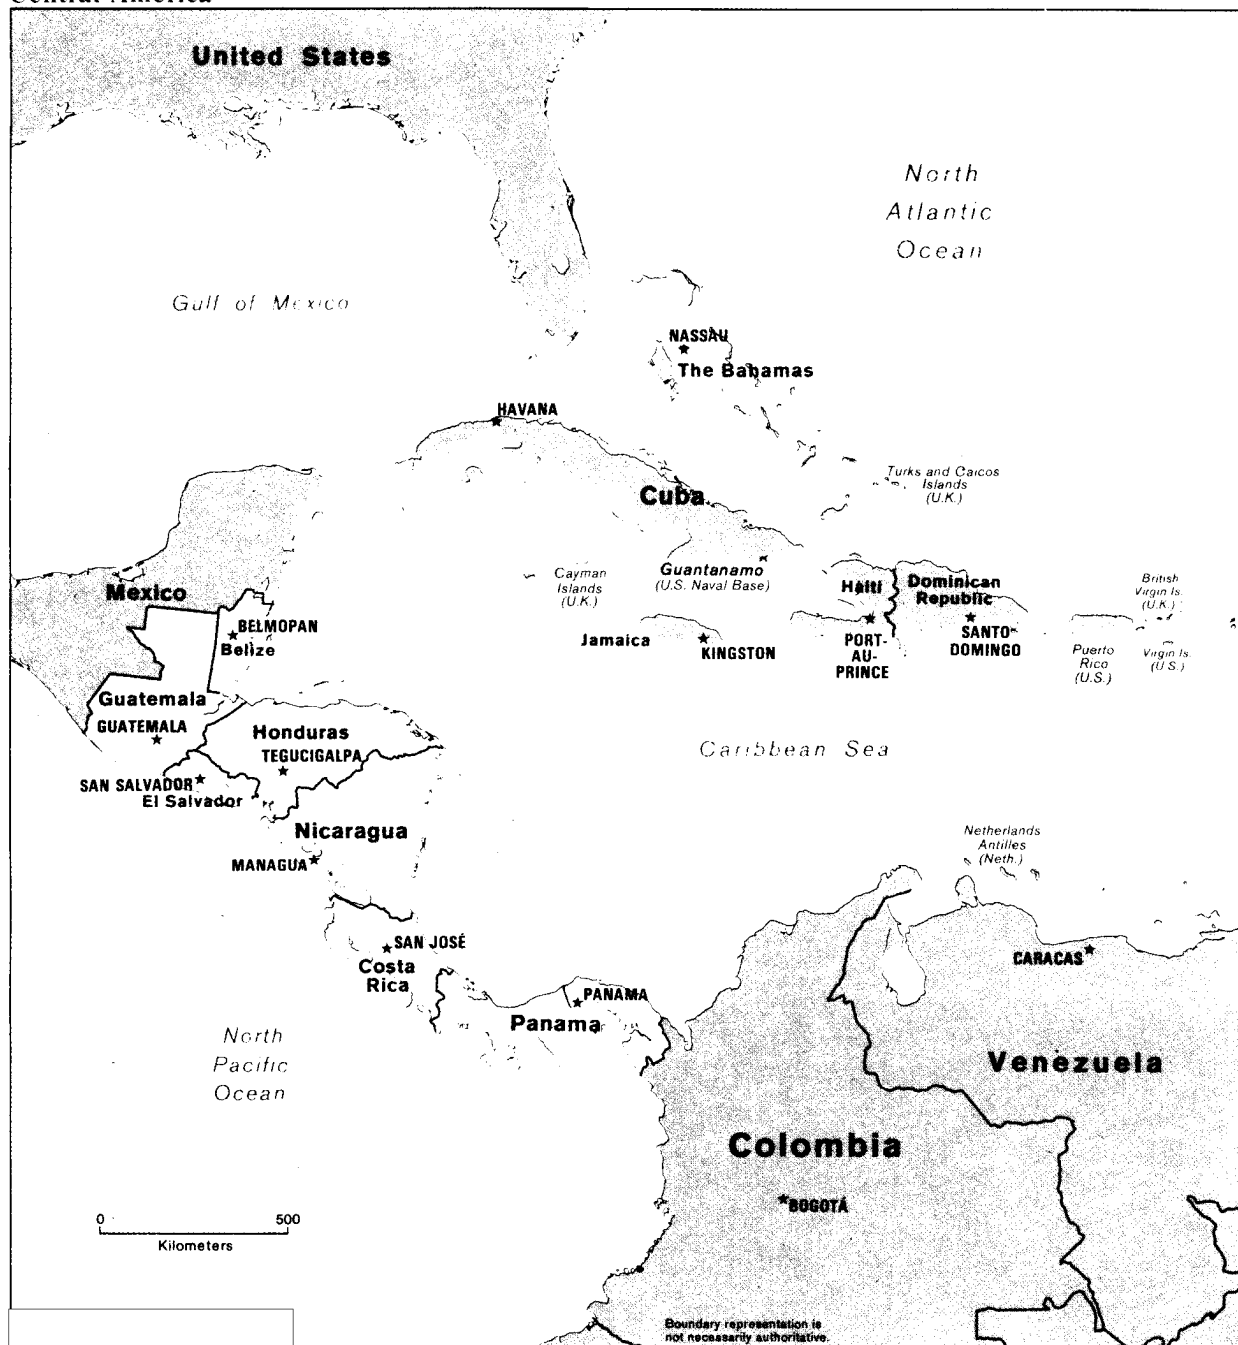 Central America
United States
North
Atlantic
Ocean
Gulf of Mexico
NASSAU
The Bahamas
HAVANA
Turks and Caicos
Islands
(U.K.)
Cuba
Cayman
Islands
(U.K.)
Guantanamo
(U.S. Naval Base)
Haiti
Dominican
Republic
British
Virgin Is.
(U.K.)
Mexico
BELMOPAN
Belize
Jamaica
KINGSTON
PORT-
AU-
PRINCE
SANTO
DOMINGO
Puerto
Rico
(U.S.)
Virgin Is.
(U.S.)
Guatemala
GUATEMALA
Honduras
TEGUCIGALPA
Caribbean Sea
SAN SALVADOR
El Salvador
Nicaragua
MANAGUA
Netherlands
Antilles
(Neth.)
SAN JOSÉ
Costa
Rica
CARACAS
PANAMA
Panama
North
Pacific
Ocean
Venezuela
Colombia
BOGOTÁ
0 500
Kilometers
Boundary representation is
not necessarily authoritative.